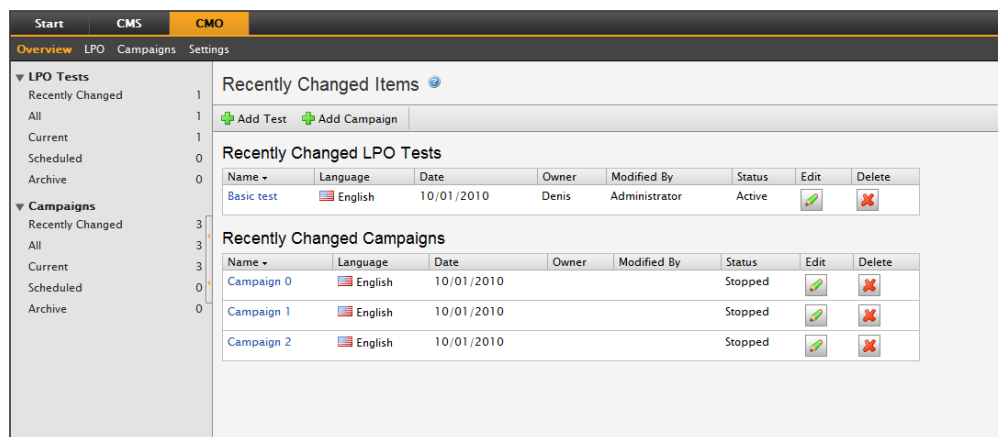 Start CMS CMO
Overview LPO Campaigns Settings
LPO Tests
Recently Changed 1
All 1
Current 1
Scheduled 0
Archive 0
Campaigns
Recently Changed 3
All 3
Current 3
Scheduled 0
Archive 0
Recently Changed Items
Add Test Add Campaign
Recently Changed LPO Tests
Name Language Date Owner Modified By Status Edit Delete
Basic test English 10/01/2010 Denis Administrator Active
Recently Changed Campaigns
Name Language Date Owner Modified By Status Edit Delete
Campaign 0 English 10/01/2010 Stopped
Campaign 1 English 10/01/2010 Stopped
Campaign 2 English 10/01/2010 Stopped